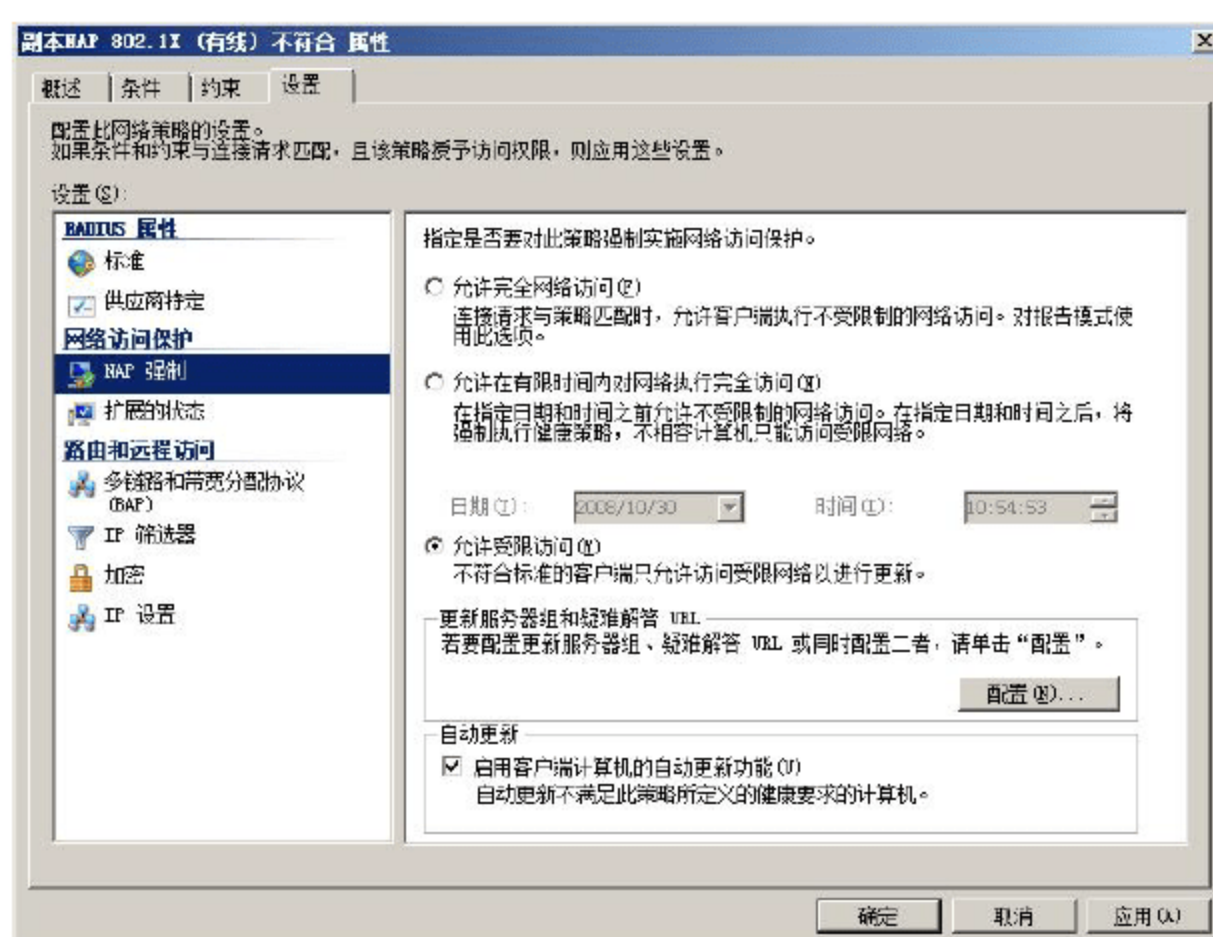 副本NAP 802.1X (有线) 不符合 属性
概述 条件 约束 设置
配置此网络策略的设置。
如果条件和约束与连接请求匹配，且该策略授予访问权限，则应用这些设置。
设置(S):
RADIUS 属性
标准
供应商特定
网络访问保护
NAP 强制
扩展的状态
路由和远程访问
多链路和带宽分配协议
(BAP)
IP 筛选器
加密
IP 设置
指定是否要对此策略强制实施网络访问保护。
允许完全网络访问(F)
连接请求与策略匹配时，允许客户端执行不受限制的网络访问。对报告模式使
用此选项。
允许在有限时间内对网络执行完全访问
在指定日期和时间之前允许不受限制的网络访问。在指定日期和时间之后，将
强制执行健康策略，不相容计算机只能访问受限网络。
日期 2008/10/30 时间 10:54:53
允许受限访问
不符合标准的客户端只允许访问受限网络以进行更新。
更新服务器组和疑难解答 URL
若要配置更新服务器组、疑难解答 URL 或同时配置二者，请单击“配置”。
配置(N)...
自动更新
启用客户端计算机的自动更新功能(U)
自动更新不满足此策略所定义的健康要求的计算机。
确定 取消 应用(A)